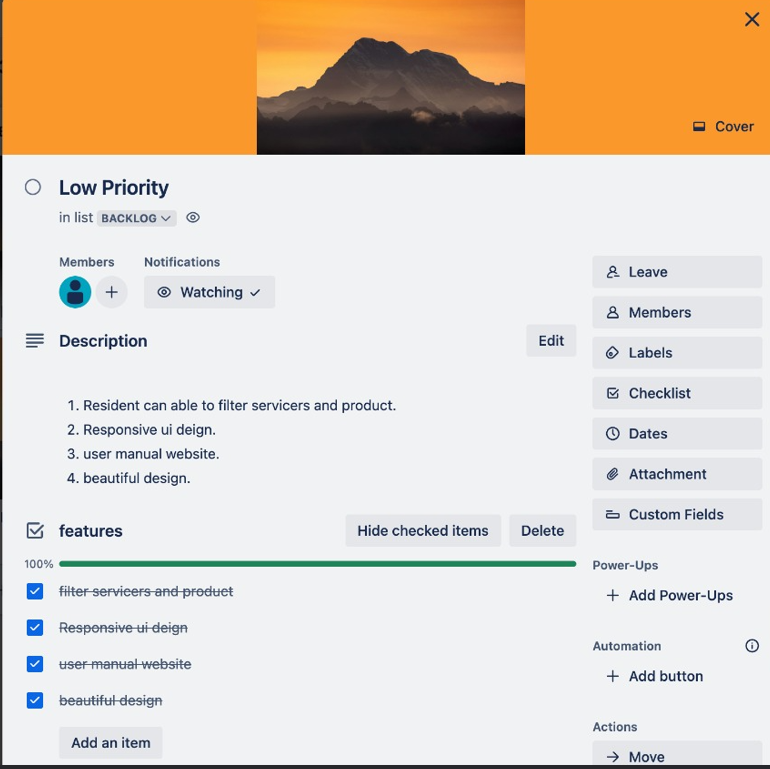 Cover
Low Priority
in list BACKLOG
Members
Notifications
Watching
Description
Edit
1. Resident can able to filter servicers and product.
2. Responsive ui deign.
3. user manual website.
4. beautiful design.
features
Hide checked items
Delete
100%
filter servicers and product
Responsive ui deign
user manual website
beautiful design
Add an item
Leave
Members
Labels
Checklist
Dates
Attachment
Custom Fields
Power-Ups
Add Power-Ups
Automation
Add button
Actions
Move